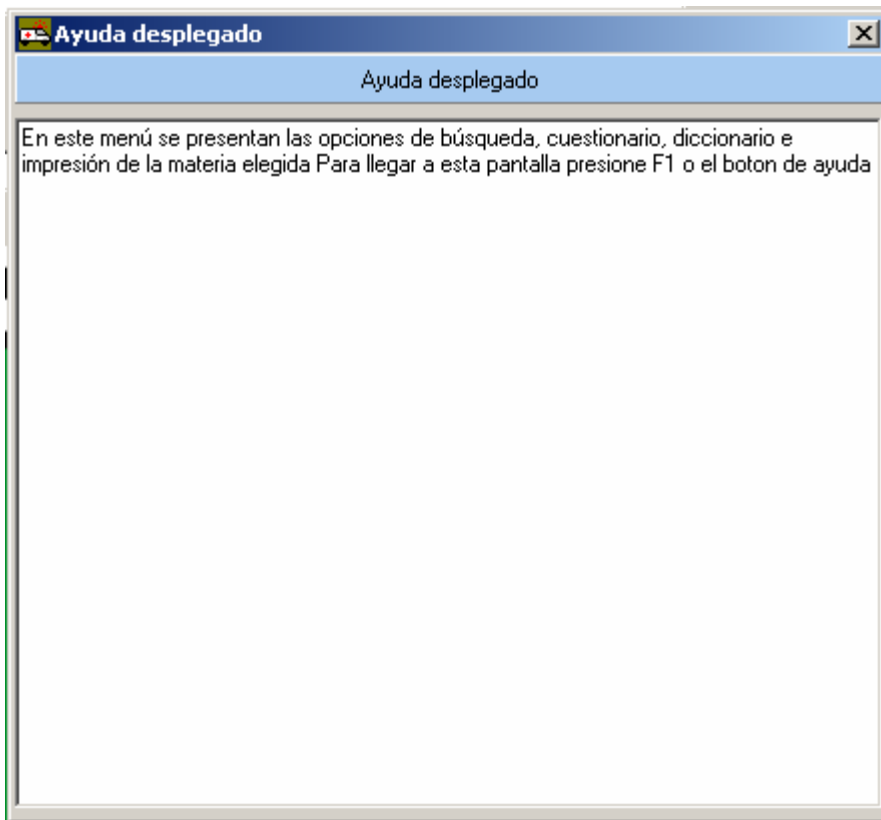 Ayuda desplegado
Ayuda desplegado
En este menú se presentan las opciones de búsqueda, cuestionario, diccionario e
impresión de la materia elegida Para llegar a esta pantalla presione F1 o el boton de ayuda